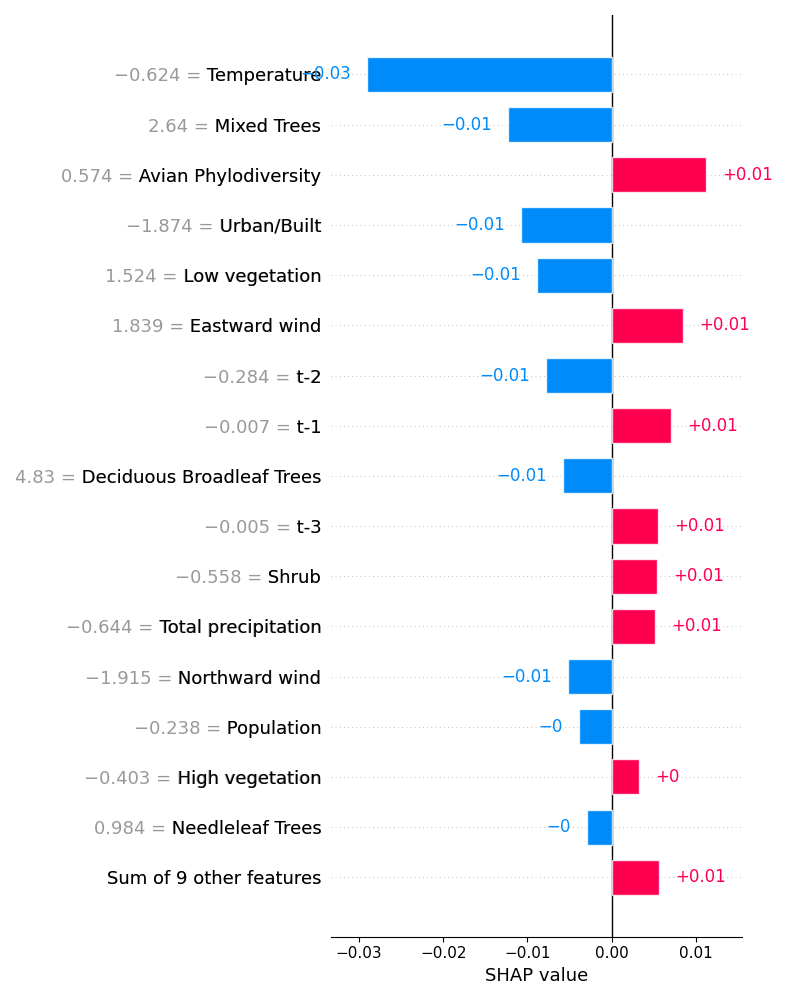 −0.624 = Temperature −0.03
2.64 = Mixed Trees −0.01
0.574 = Avian Phylodiversity +0.01
−1.874 = Urban/Built −0.01
1.524 = Low vegetation −0.01
1.839 = Eastward wind +0.01
−0.284 = t-2 −0.01
−0.007 = t-1 +0.01
4.83 = Deciduous Broadleaf Trees −0.01
−0.005 = t-3 +0.01
−0.558 = Shrub +0.01
−0.644 = Total precipitation +0.01
−1.915 = Northward wind −0.01
−0.238 = Population −0
−0.403 = High vegetation +0
0.984 = Needleleaf Trees −0
Sum of 9 other features +0.01
−0.03 −0.02 −0.01 0.00 0.01
SHAP value